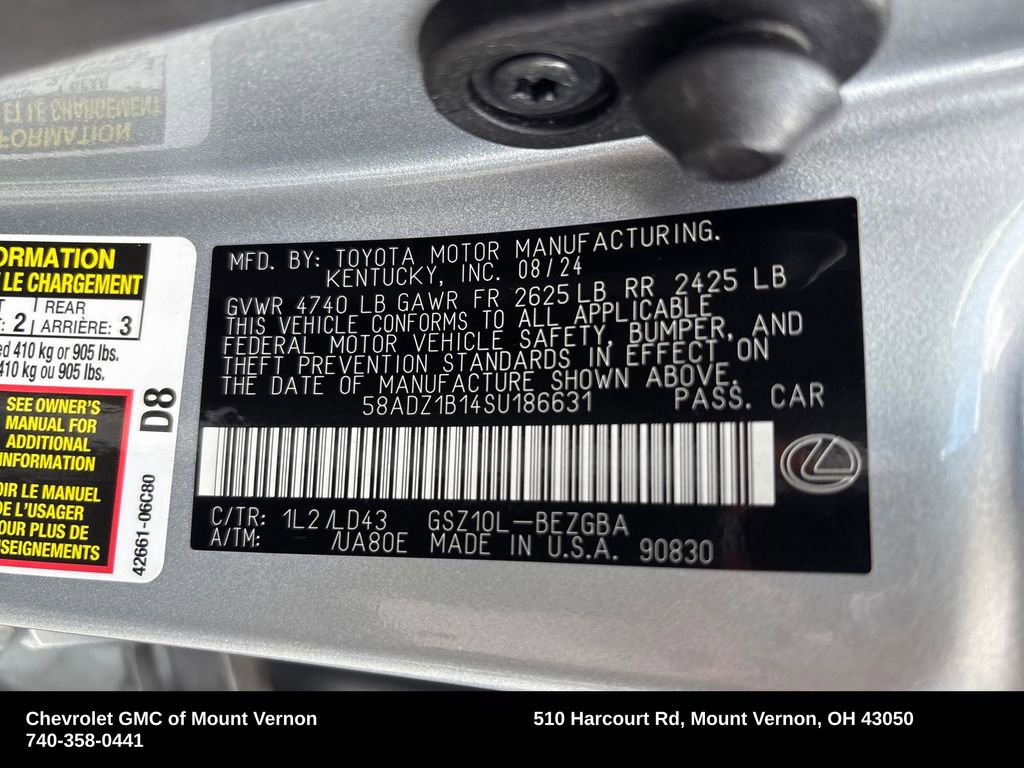 ET LE CHARGEMENT
FORMATION
ORMATION
LE CHARGEMENT
REAR
2 ARRIÈRE: 3
410 kg or 905 lbs.
410 kg ou 905 lbs.
SEE OWNER'S
MANUAL FOR
ADDITIONAL
INFORMATION
LE MANUEL
L'USAGER
PLUS DE
D8
42661-06C80
MFD. BY: TOYOTA MOTOR MANUFACTURING.
KENTUCKY, INC. 08/24
GVWR 4740 LB GAWR FR 2625 LB RR 2425 LB
THIS VEHICLE CONFORMS TO ALL APPLICABLE
FEDERAL MOTOR VEHICLE SAFETY, BUMPER, AND
THEFT PREVENTION STANDARDS IN EFFECT ON
THE DATE OF MANUFACTURE SHOWN ABOVE.
58ADZ1B14SU186631 PASS. CAR
C/TR: 1L2/LD43 GSZ10L-BEZGBA
A/TM: /UA80E MADE IN U.S.A. 90830
Chevrolet GMC of Mount Vernon
740-358-0441
510 Harcourt Rd, Mount Vernon, OH 43050